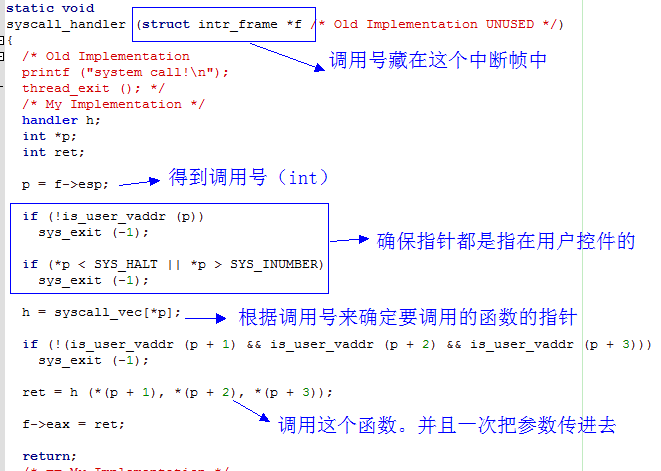 static void
syscall_handler (struct intr_frame *f /* Old Implementation UNUSED */)
{
/* Old Implementation
调用号藏在这个中断帧中
printf ("system call!\n");
thread_exit (); */
/* My Implementation */
handler h;
int *p;
int ret;
p = f->esp;
得到调用号（int）
if (!is_user_vaddr (p))
sys_exit (-1);
确保指针都是指在用户控件的
if (*p < SYS_HALT || *p > SYS_INUMBER)
sys_exit (-1);
h = syscall_vec[*p];
根据调用号来确定要调用的函数的指针
if (!(is_user_vaddr (p + 1) && is_user_vaddr (p + 2) && is_user_vaddr (p + 3)))
sys_exit (-1);
ret = h (*(p + 1), *(p + 2), *(p + 3));
f->eax = ret;
调用这个函数。并且一次把参数传进去
return;